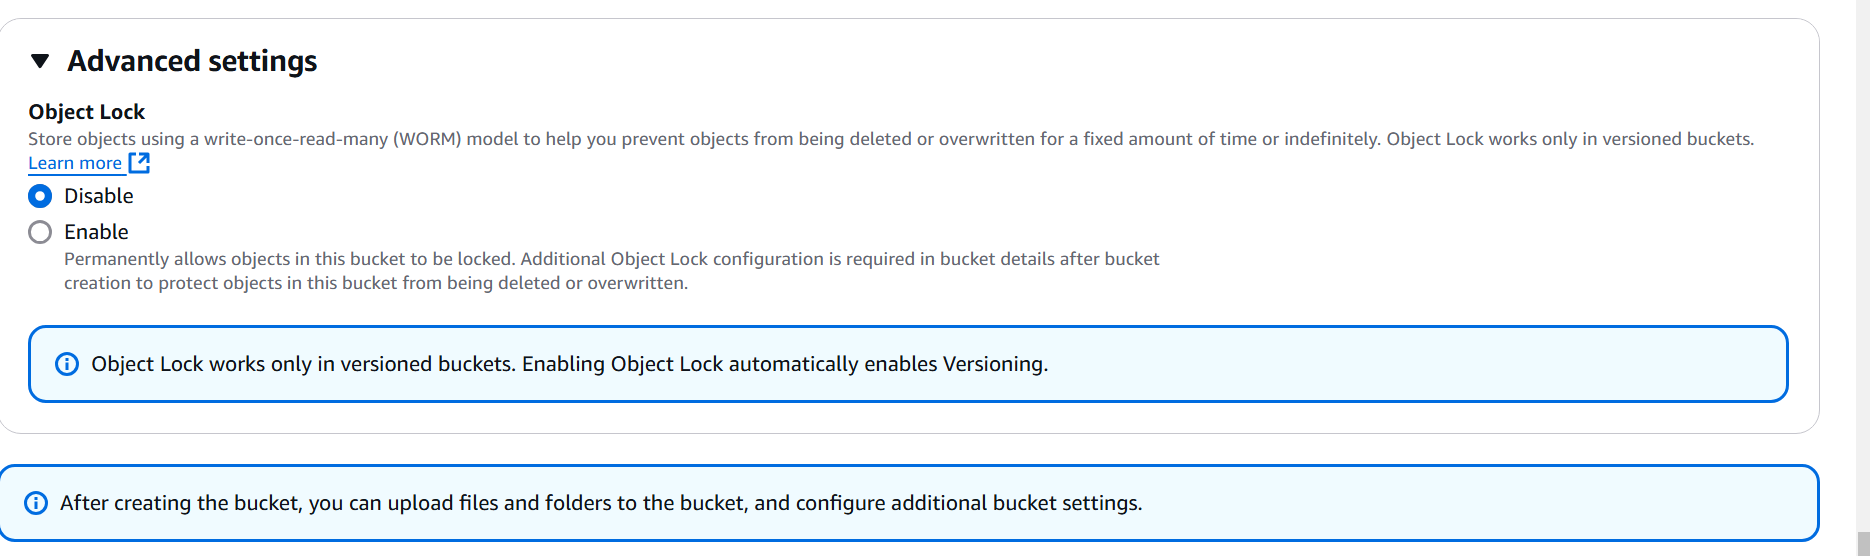 Advanced settings
Object Lock
Store objects using a write-once-read-many (WORM) model to help you prevent objects from being deleted or overwritten for a fixed amount of time or indefinitely. Object Lock works only in versioned buckets.
Learn more
Disable
Enable
Permanently allows objects in this bucket to be locked. Additional Object Lock configuration is required in bucket details after bucket
creation to protect objects in this bucket from being deleted or overwritten.
Object Lock works only in versioned buckets. Enabling Object Lock automatically enables Versioning.
After creating the bucket, you can upload files and folders to the bucket, and configure additional bucket settings.